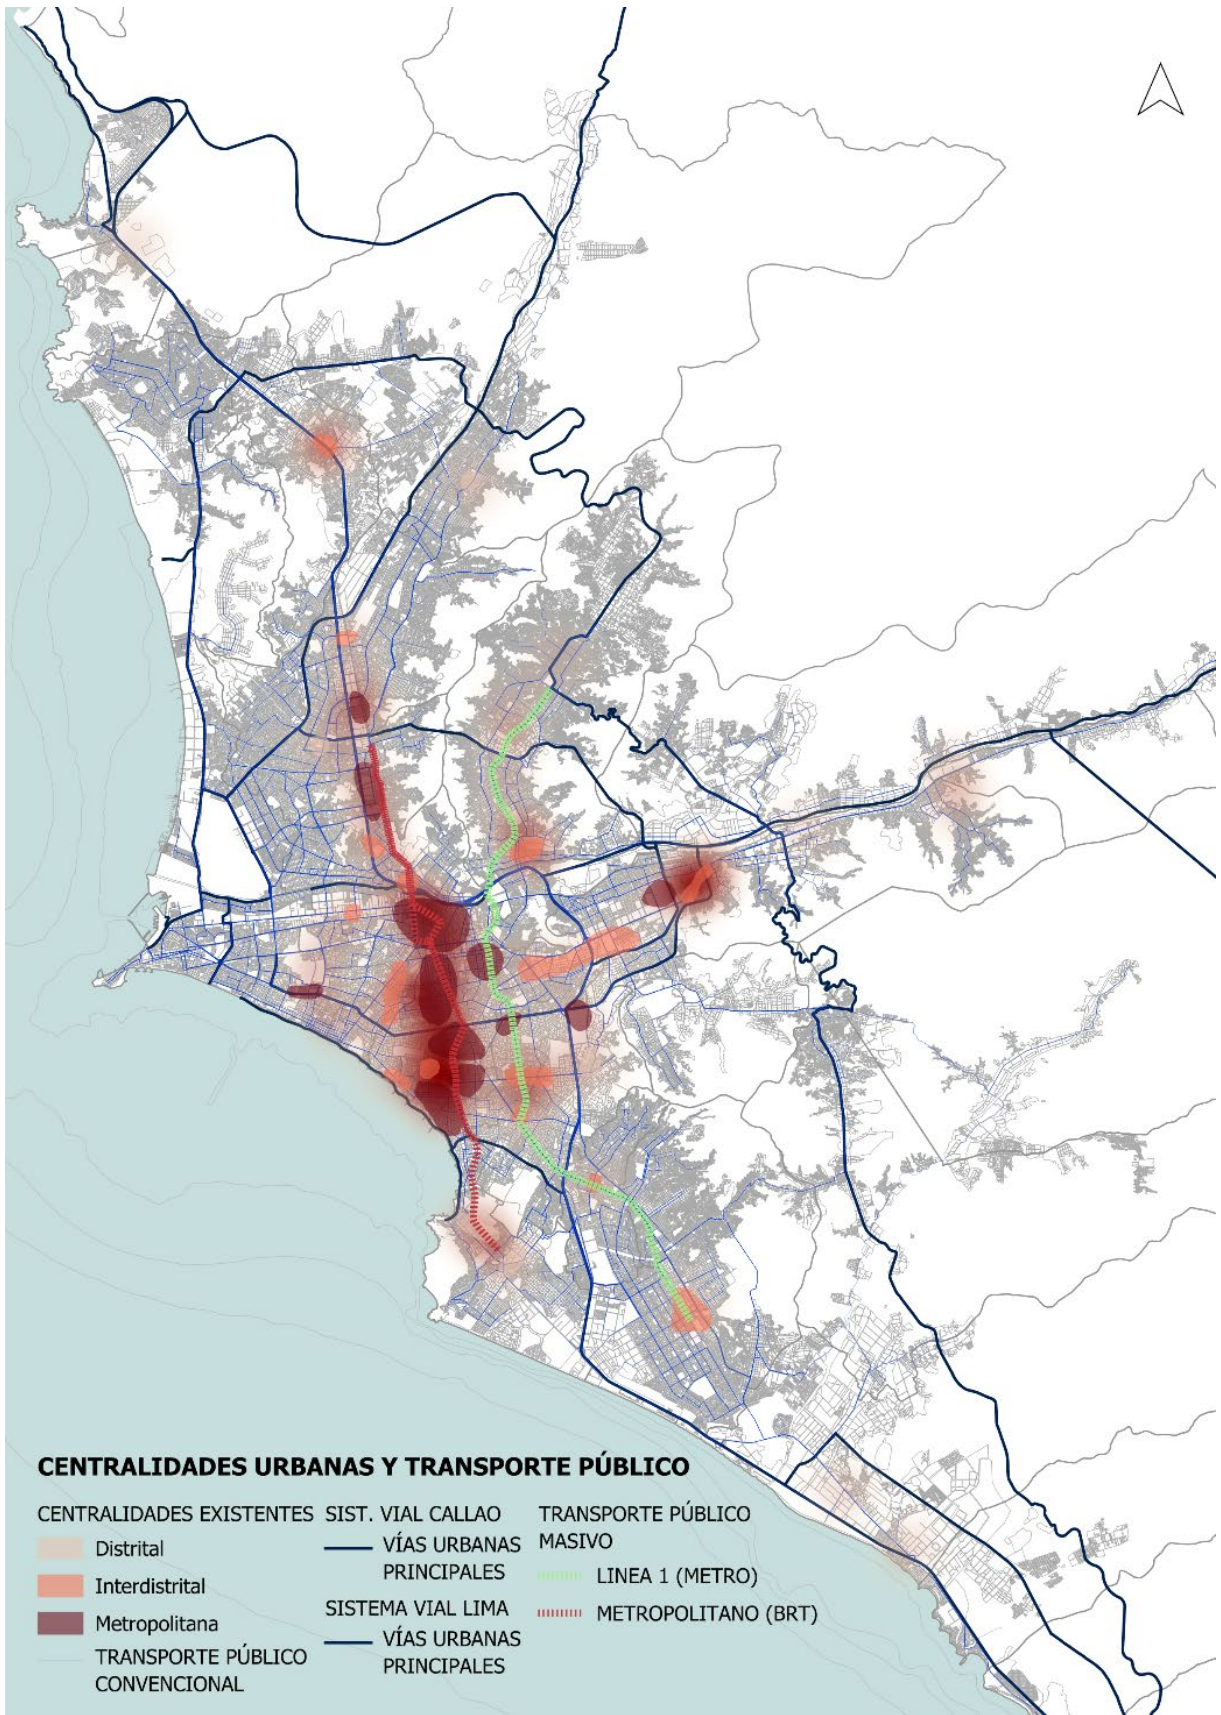 CENTRALIDADES URBANAS Y TRANSPORTE PÚBLICO
CENTRALIDADES EXISTENTES
Distrital
Interdistrital
Metropolitana
TRANSPORTE PÚBLICO
CONVENCIONAL
SIST. VIAL CALLAO
VÍAS URBANAS
PRINCIPALES
SISTEMA VIAL LIMA
VÍAS URBANAS
PRINCIPALES
TRANSPORTE PÚBLICO
MASIVO
LINEA 1 (METRO)
METROPOLITANO (BRT)